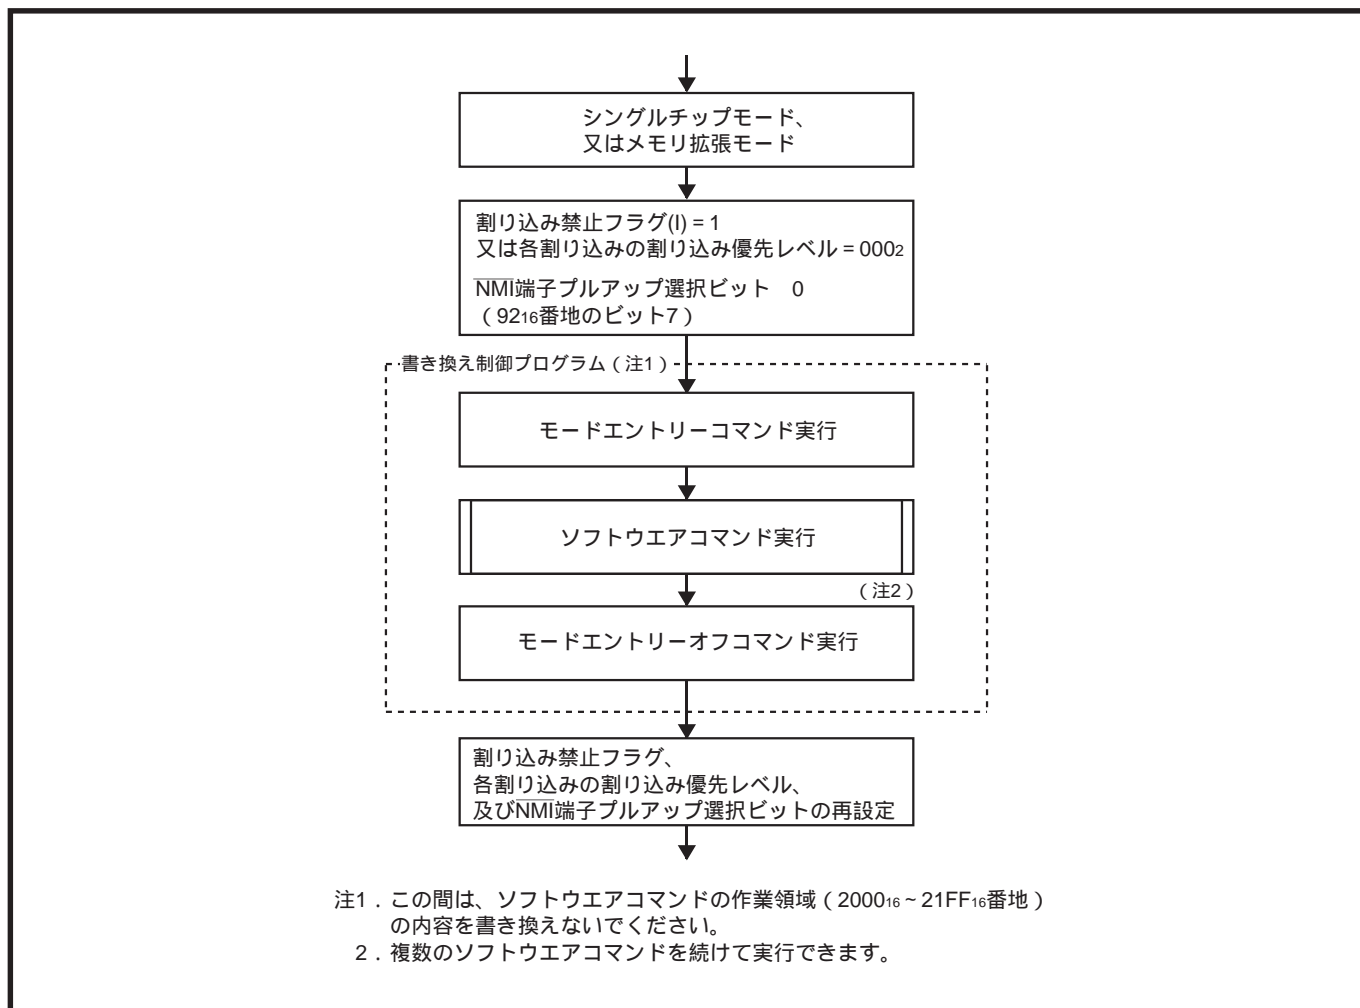 シングルチップモード、
又はメモリ拡張モード
割り込み禁止フラグ(I) = 1
又は各割り込みの割り込み優先レベル = 000₂
N̅M̅I̅端子プルアップ選択ビット　0
（92₁₆番地のビット7）
書き換え制御プログラム（注1）
モードエントリーコマンド実行
ソフトウエアコマンド実行
（注2）
モードエントリーオフコマンド実行
割り込み禁止フラグ、
各割り込みの割り込み優先レベル、
及びN̅M̅I̅端子プルアップ選択ビットの再設定
注1．この間は、ソフトウエアコマンドの作業領域（2000₁₆~21FF₁₆番地）
の内容を書き換えないでください。
2．複数のソフトウエアコマンドを続けて実行できます。